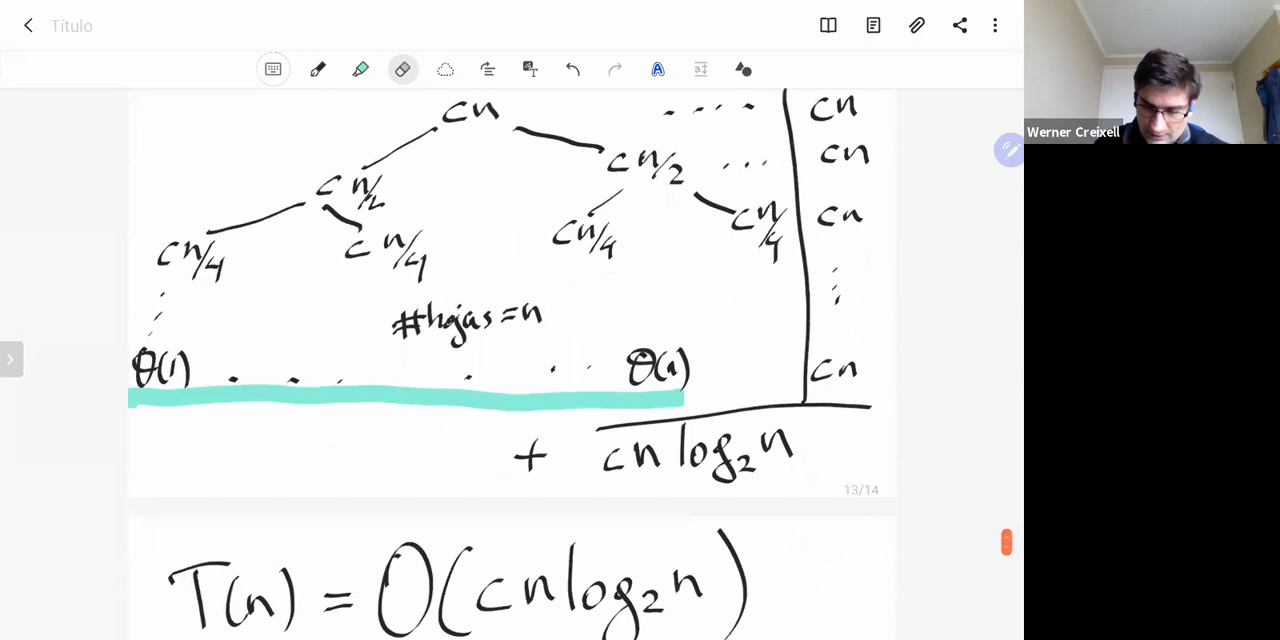 Título
Werner Creixell
cn . . . . cn
cn/2 cn/2 . . . cn
cn/4 cn/4 cn/4 cn/4 cn
#hojas = n
Θ(1) . . . . . . Θ(1) cn
+ cn log₂ n
13/14
T(n) = O(cn log₂ n)